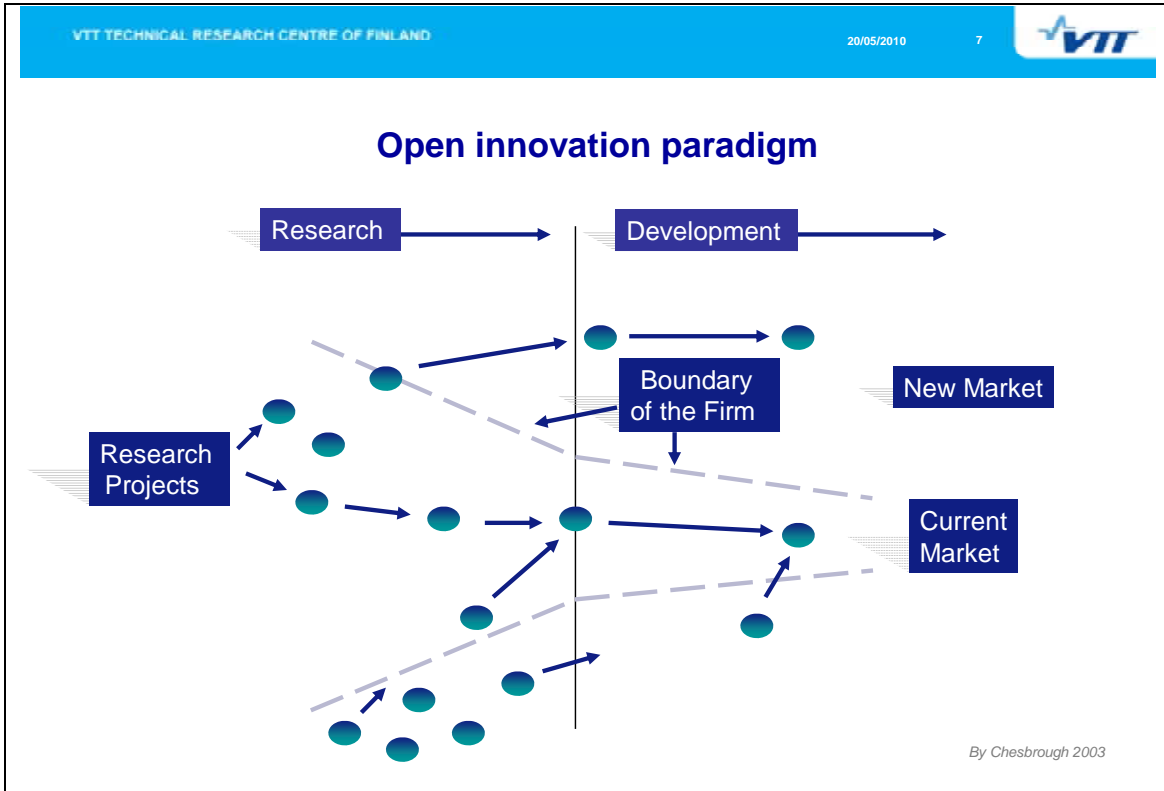 VTT TECHNICAL RESEARCH CENTRE OF FINLAND
20/05/2010
7
VTT
Open innovation paradigm
Research
Development
Boundary
of the Firm
New Market
Research
Projects
Current
Market
By Chesbrough 2003